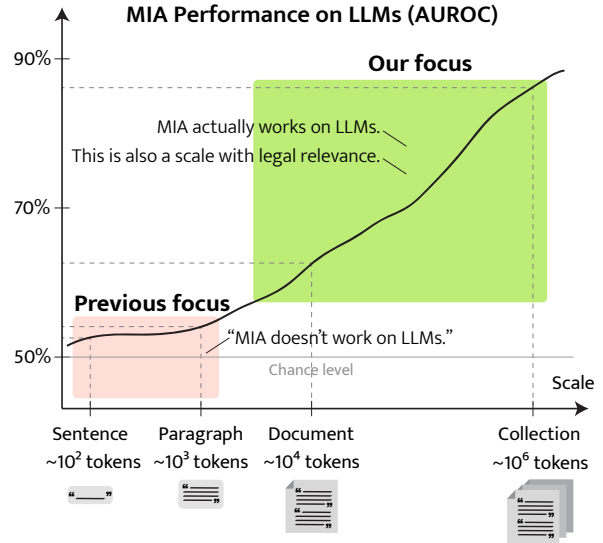 MIA Performance on LLMs (AUROC)
90%
Our focus
MIA actually works on LLMs.
This is also a scale with legal relevance.
70%
Previous focus
“MIA doesn’t work on LLMs.”
50%
Chance level
Scale
Sentence
~10² tokens
Paragraph
~10³ tokens
Document
~10⁴ tokens
Collection
~10⁶ tokens